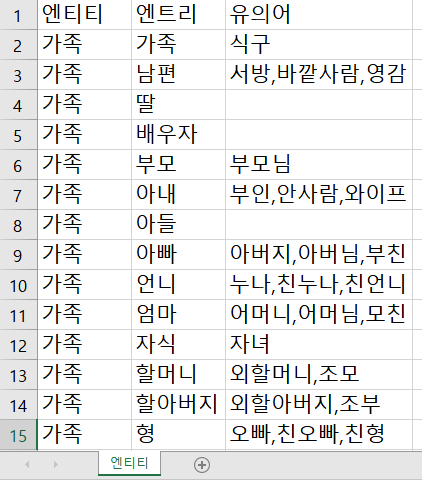 1 엔티티 엔트리 유의어
2 가족 가족 식구
3 가족 남편 서방,바깥사람,영감
4 가족 딸
5 가족 배우자
6 가족 부모 부모님
7 가족 아내 부인,안사람,와이프
8 가족 아들
9 가족 아빠 아버지,아버님,부친
10 가족 언니 누나,친누나,친언니
11 가족 엄마 어머니,어머님,모친
12 가족 자식 자녀
13 가족 할머니 외할머니,조모
14 가족 할아버지 외할아버지,조부
15 가족 형 오빠,친오빠,친형
엔티티